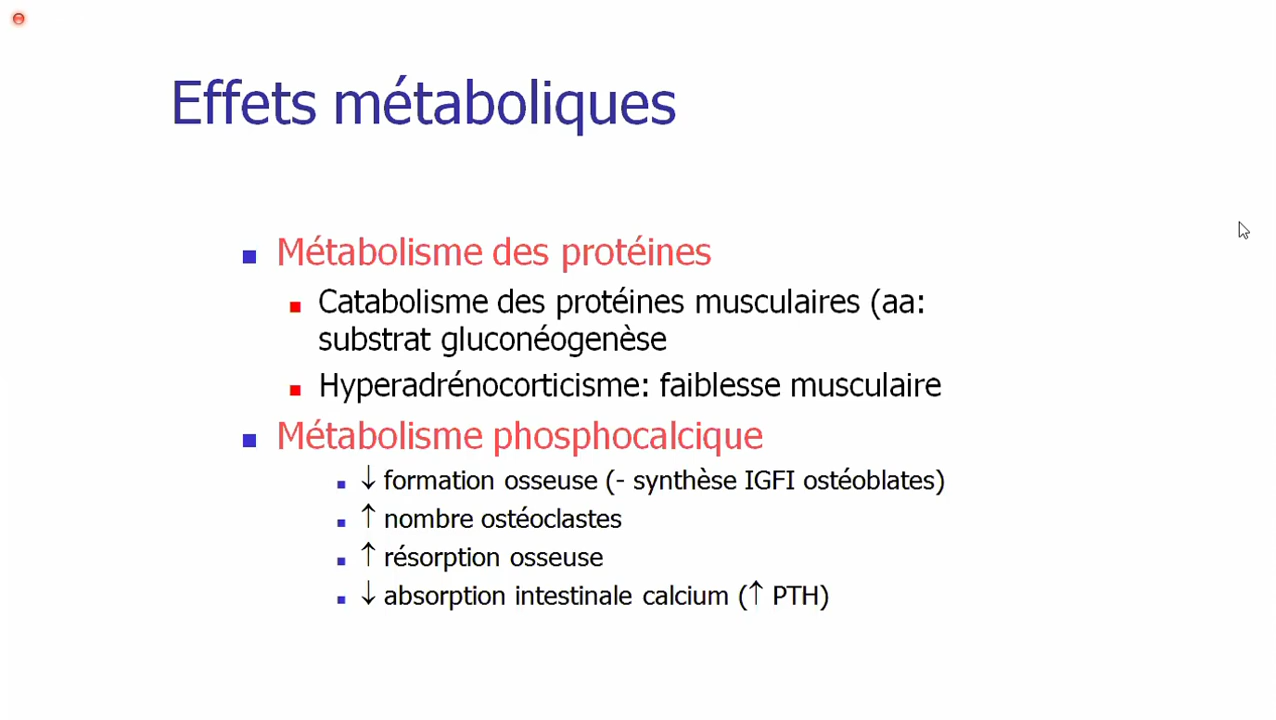 Effets métaboliques
Métabolisme des protéines
Catabolisme des protéines musculaires (aa:
substrat gluconéogenèse
Hyperadrénocorticisme: faiblesse musculaire
Métabolisme phosphocalcique
↓ formation osseuse (- synthèse IGFI ostéoblates)
↑ nombre ostéoclastes
↑ résorption osseuse
↓ absorption intestinale calcium (↑ PTH)